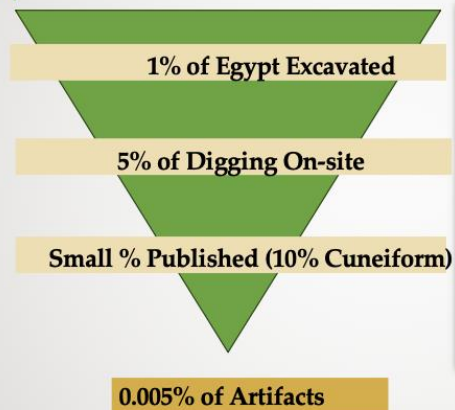 1% of Egypt Excavated
5% of Digging On-site
Small % Published (10% Cuneiform)
0.005% of Artifacts